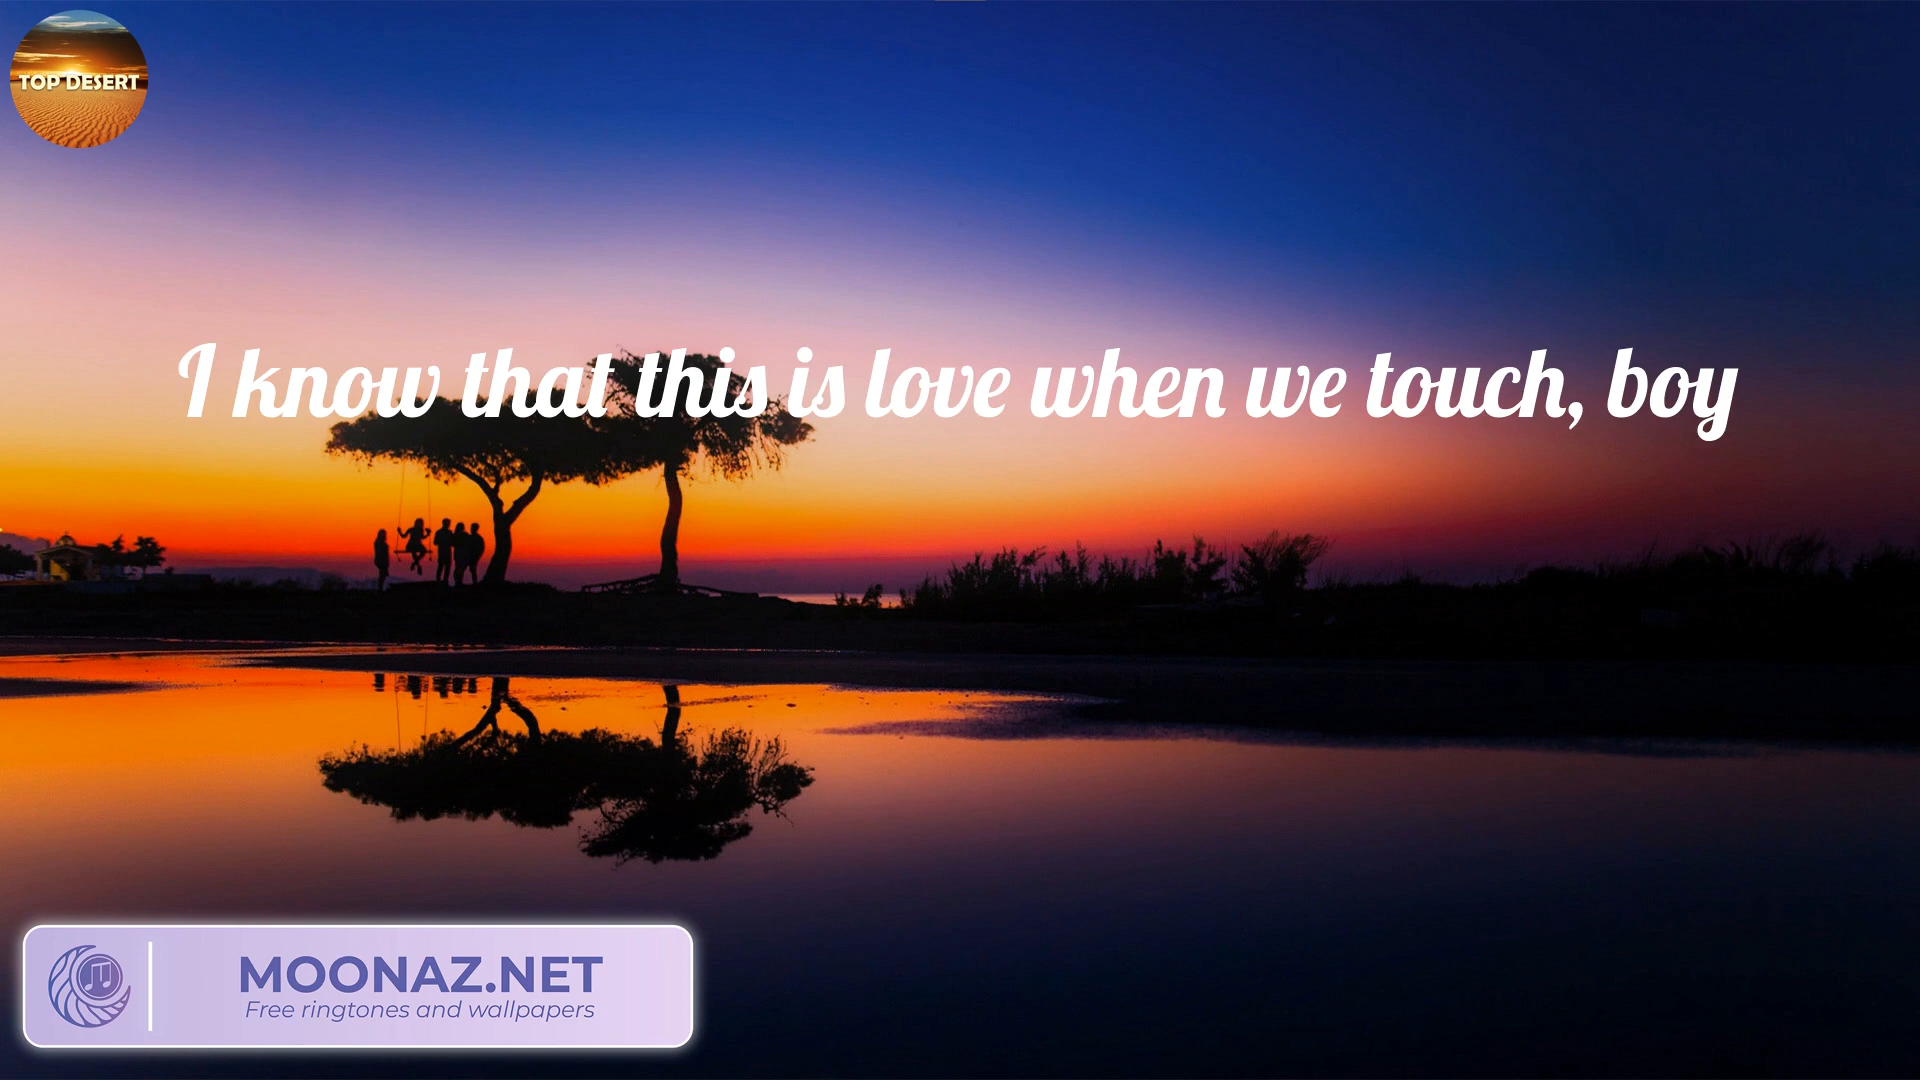 TOP DESERT
I know that this is love when we touch, boy
MOONAZ.NET
Free ringtones and wallpapers